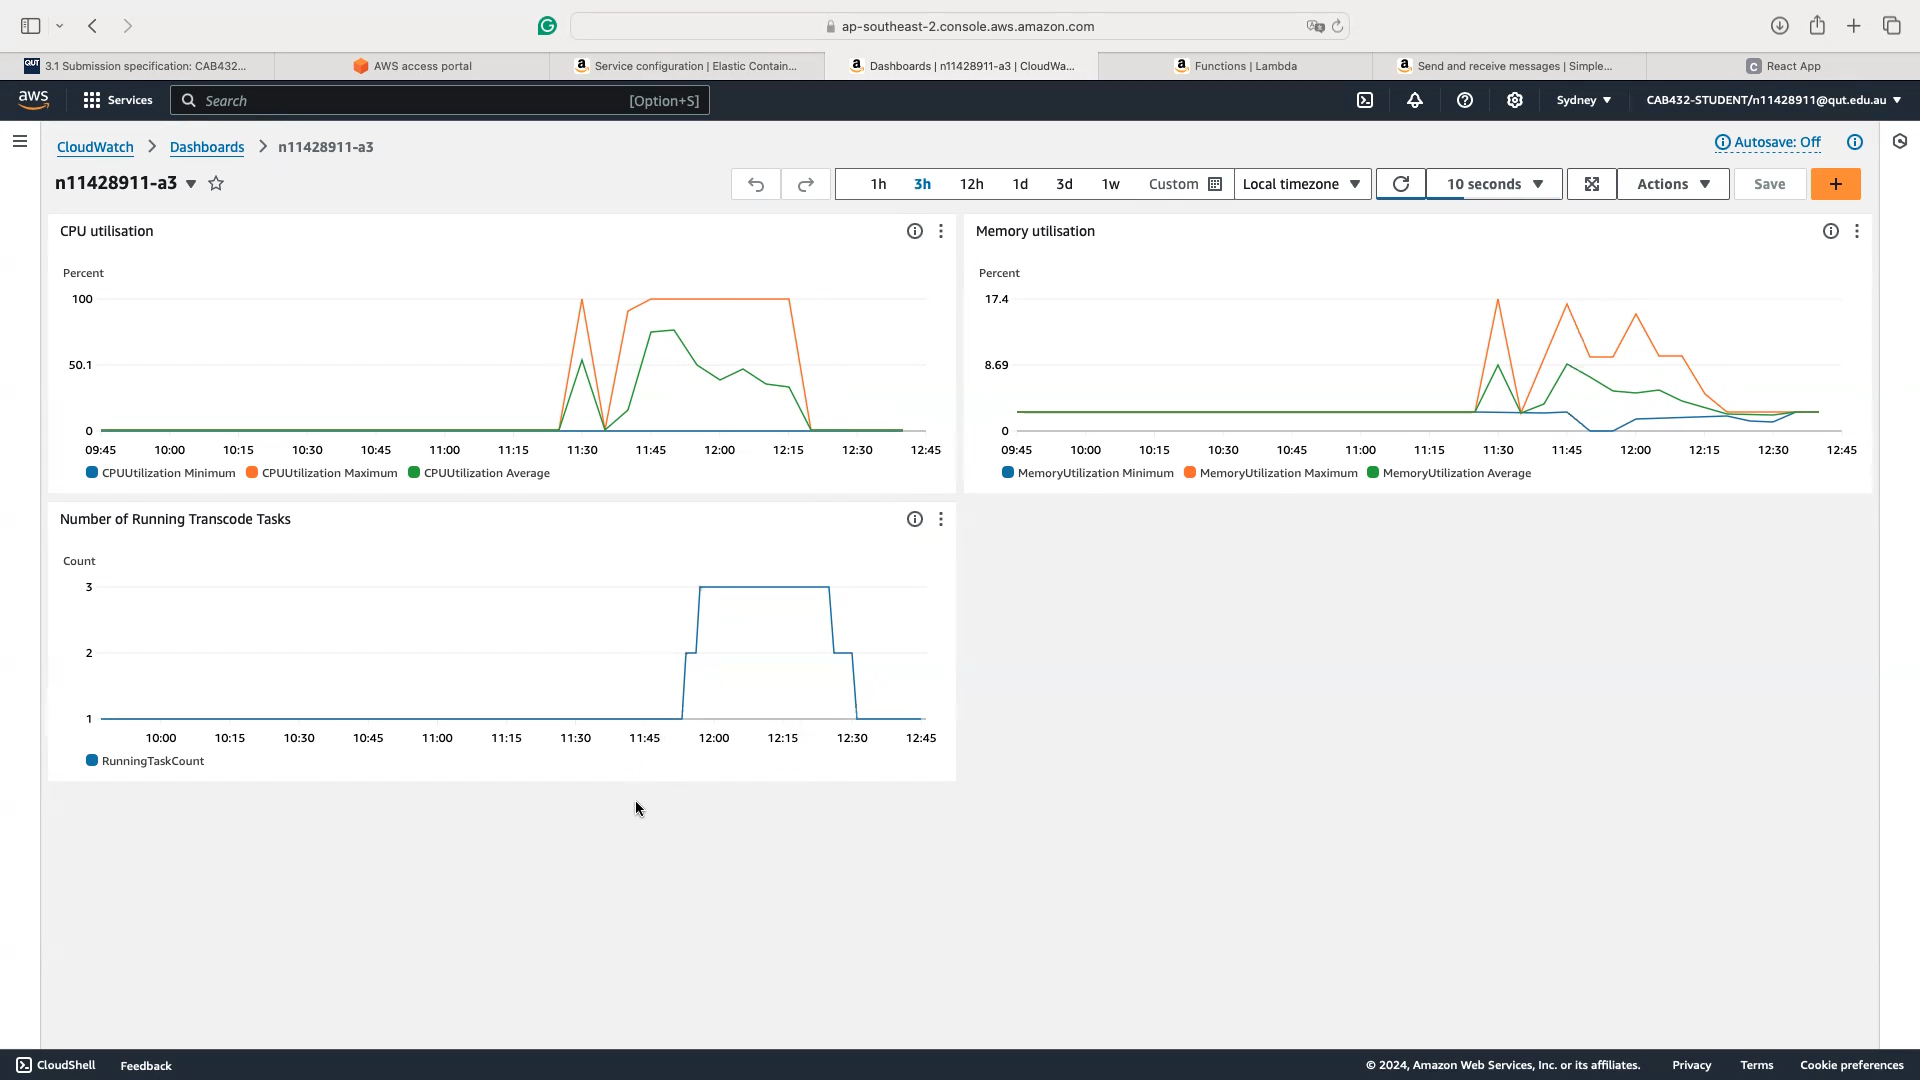 ap-southeast-2.console.aws.amazon.com
QUT 3.1 Submission specification: CAB432...
AWS access portal
Service configuration | Elastic Contain...
Dashboards | n11428911-a3 | CloudWa...
Functions | Lambda
Send and receive messages | Simple...
C React App
aws Services Search [Option+S] Sydney CAB432-STUDENT/n11428911@qut.edu.au
CloudWatch Dashboards n11428911-a3
Autosave: Off
n11428911-a3
1h 3h 12h 1d 3d 1w Custom Local timezone 10 seconds Actions Save +
CPU utilisation
Percent
100
50.1
0
09:45 10:00 10:15 10:30 10:45 11:00 11:15 11:30 11:45 12:00 12:15 12:30 12:45
CPUUtilization Minimum CPUUtilization Maximum CPUUtilization Average
Memory utilisation
Percent
17.4
8.69
0
09:45 10:00 10:15 10:30 10:45 11:00 11:15 11:30 11:45 12:00 12:15 12:30 12:45
MemoryUtilization Minimum MemoryUtilization Maximum MemoryUtilization Average
Number of Running Transcode Tasks
Count
3
2
1
10:00 10:15 10:30 10:45 11:00 11:15 11:30 11:45 12:00 12:15 12:30 12:45
RunningTaskCount
CloudShell Feedback © 2024, Amazon Web Services, Inc. or its affiliates. Privacy Terms Cookie preferences